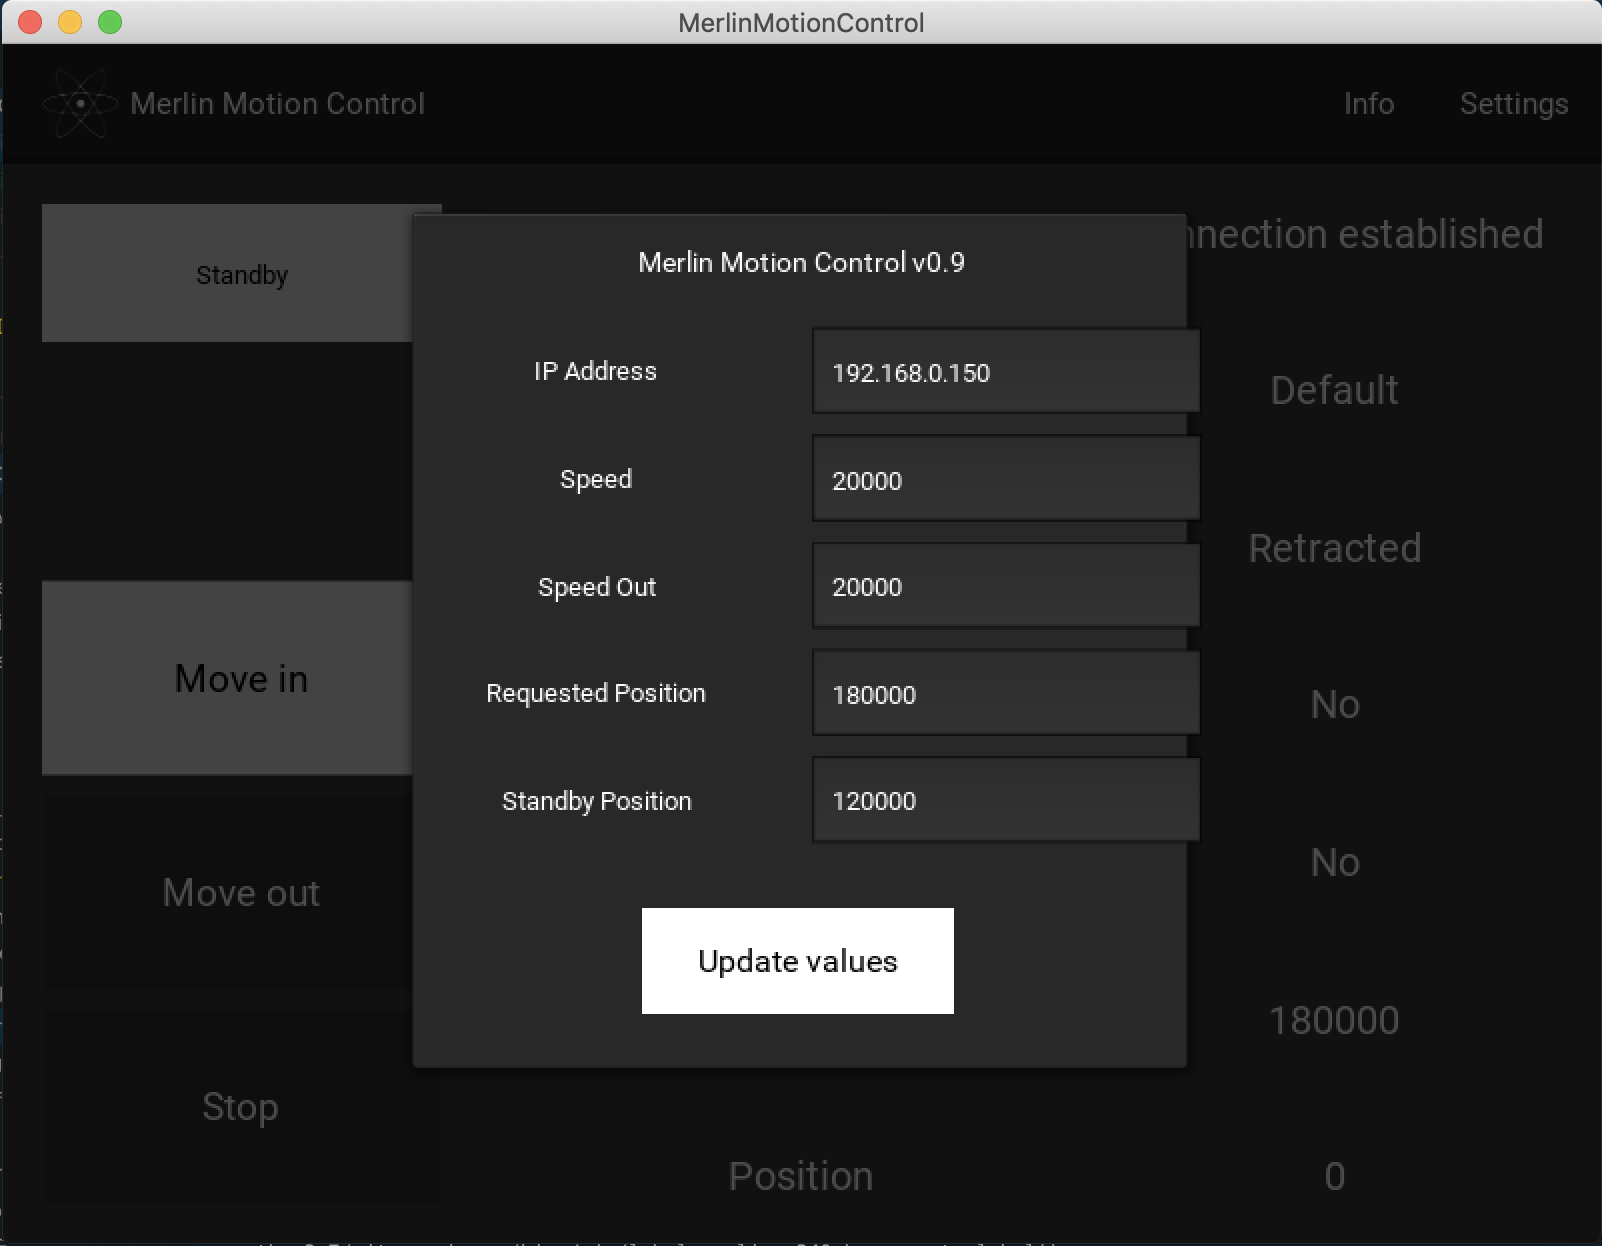 MerlinMotionControl
Merlin Motion Control
Info
Settings
Standby
Move in
Move out
Stop
Merlin Motion Control v0.9
IP Address
192.168.0.150
Speed
20000
Speed Out
20000
Requested Position
180000
Standby Position
120000
Update values
established
Default
Retracted
No
No
180000
Position
0